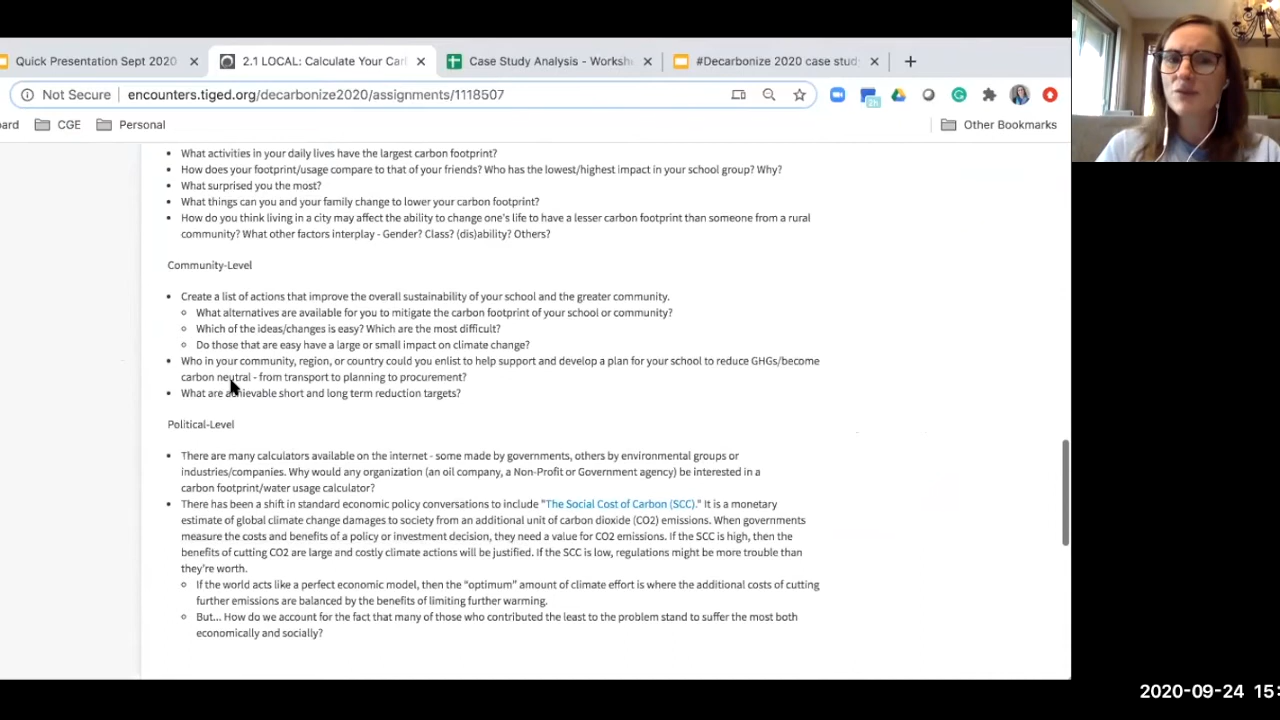 Quick Presentation Sept 2020
2.1 LOCAL: Calculate Your Car
Case Study Analysis - Worksh
#Decarbonize 2020 case stud
Not Secure
encounters.tiged.org/decarbonize2020/assignments/1118507
2h
ard
CGE
Personal
Other Bookmarks
What activities in your daily lives have the largest carbon footprint?
How does your footprint/usage compare to that of your friends? Who has the lowest/highest impact in your school group? Why?
What surprised you the most?
What things can you and your family change to lower your carbon footprint?
How do you think living in a city may affect the ability to change one's life to have a lesser carbon footprint than someone from a rural
community? What other factors interplay - Gender? Class? (dis)ability? Others?
Community-Level
Create a list of actions that improve the overall sustainability of your school and the greater community.
What alternatives are available for you to mitigate the carbon footprint of your school or community?
Which of the ideas/changes is easy? Which are the most difficult?
Do those that are easy have a large or small impact on climate change?
Who in your community, region, or country could you enlist to help support and develop a plan for your school to reduce GHGs/become
carbon neutral - from transport to planning to procurement?
What are achievable short and long term reduction targets?
Political-Level
There are many calculators available on the internet - some made by governments, others by environmental groups or
industries/companies. Why would any organization (an oil company, a Non-Profit or Government agency) be interested in a
carbon footprint/water usage calculator?
There has been a shift in standard economic policy conversations to include "The Social Cost of Carbon (SCC)." It is a monetary
estimate of global climate change damages to society from an additional unit of carbon dioxide (CO2) emissions. When governments
measure the costs and benefits of a policy or investment decision, they need a value for CO2 emissions. If the SCC is high, then the
benefits of cutting CO2 are large and costly climate actions will be justified. If the SCC is low, regulations might be more trouble than
they're worth.
If the world acts like a perfect economic model, then the “optimum” amount of climate effort is where the additional costs of cutting
further emissions are balanced by the benefits of limiting further warming.
But... How do we account for the fact that many of those who contributed the least to the problem stand to suffer the most both
economically and socially?
2020-09-24 15: